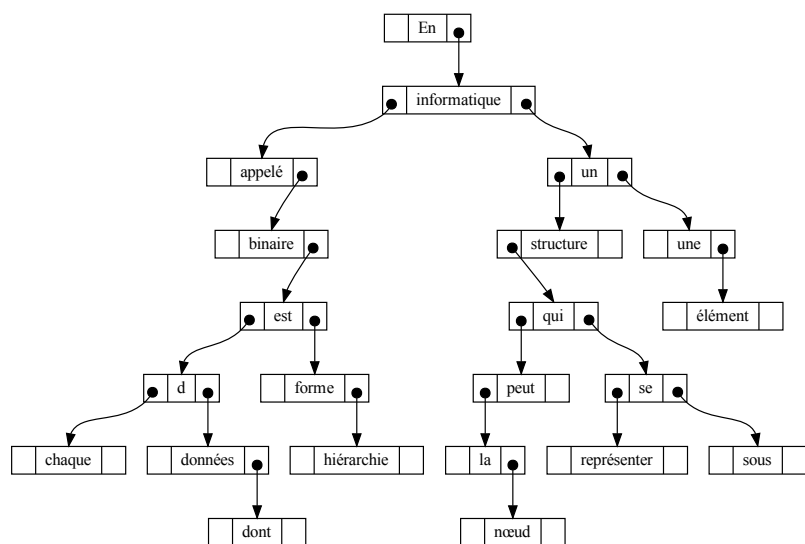 En
informatique
appelé
un
binaire
structure
une
est
qui
élément
d
forme
peut
se
chaque
données
hiérarchie
la
représenter
sous
dont
nœud